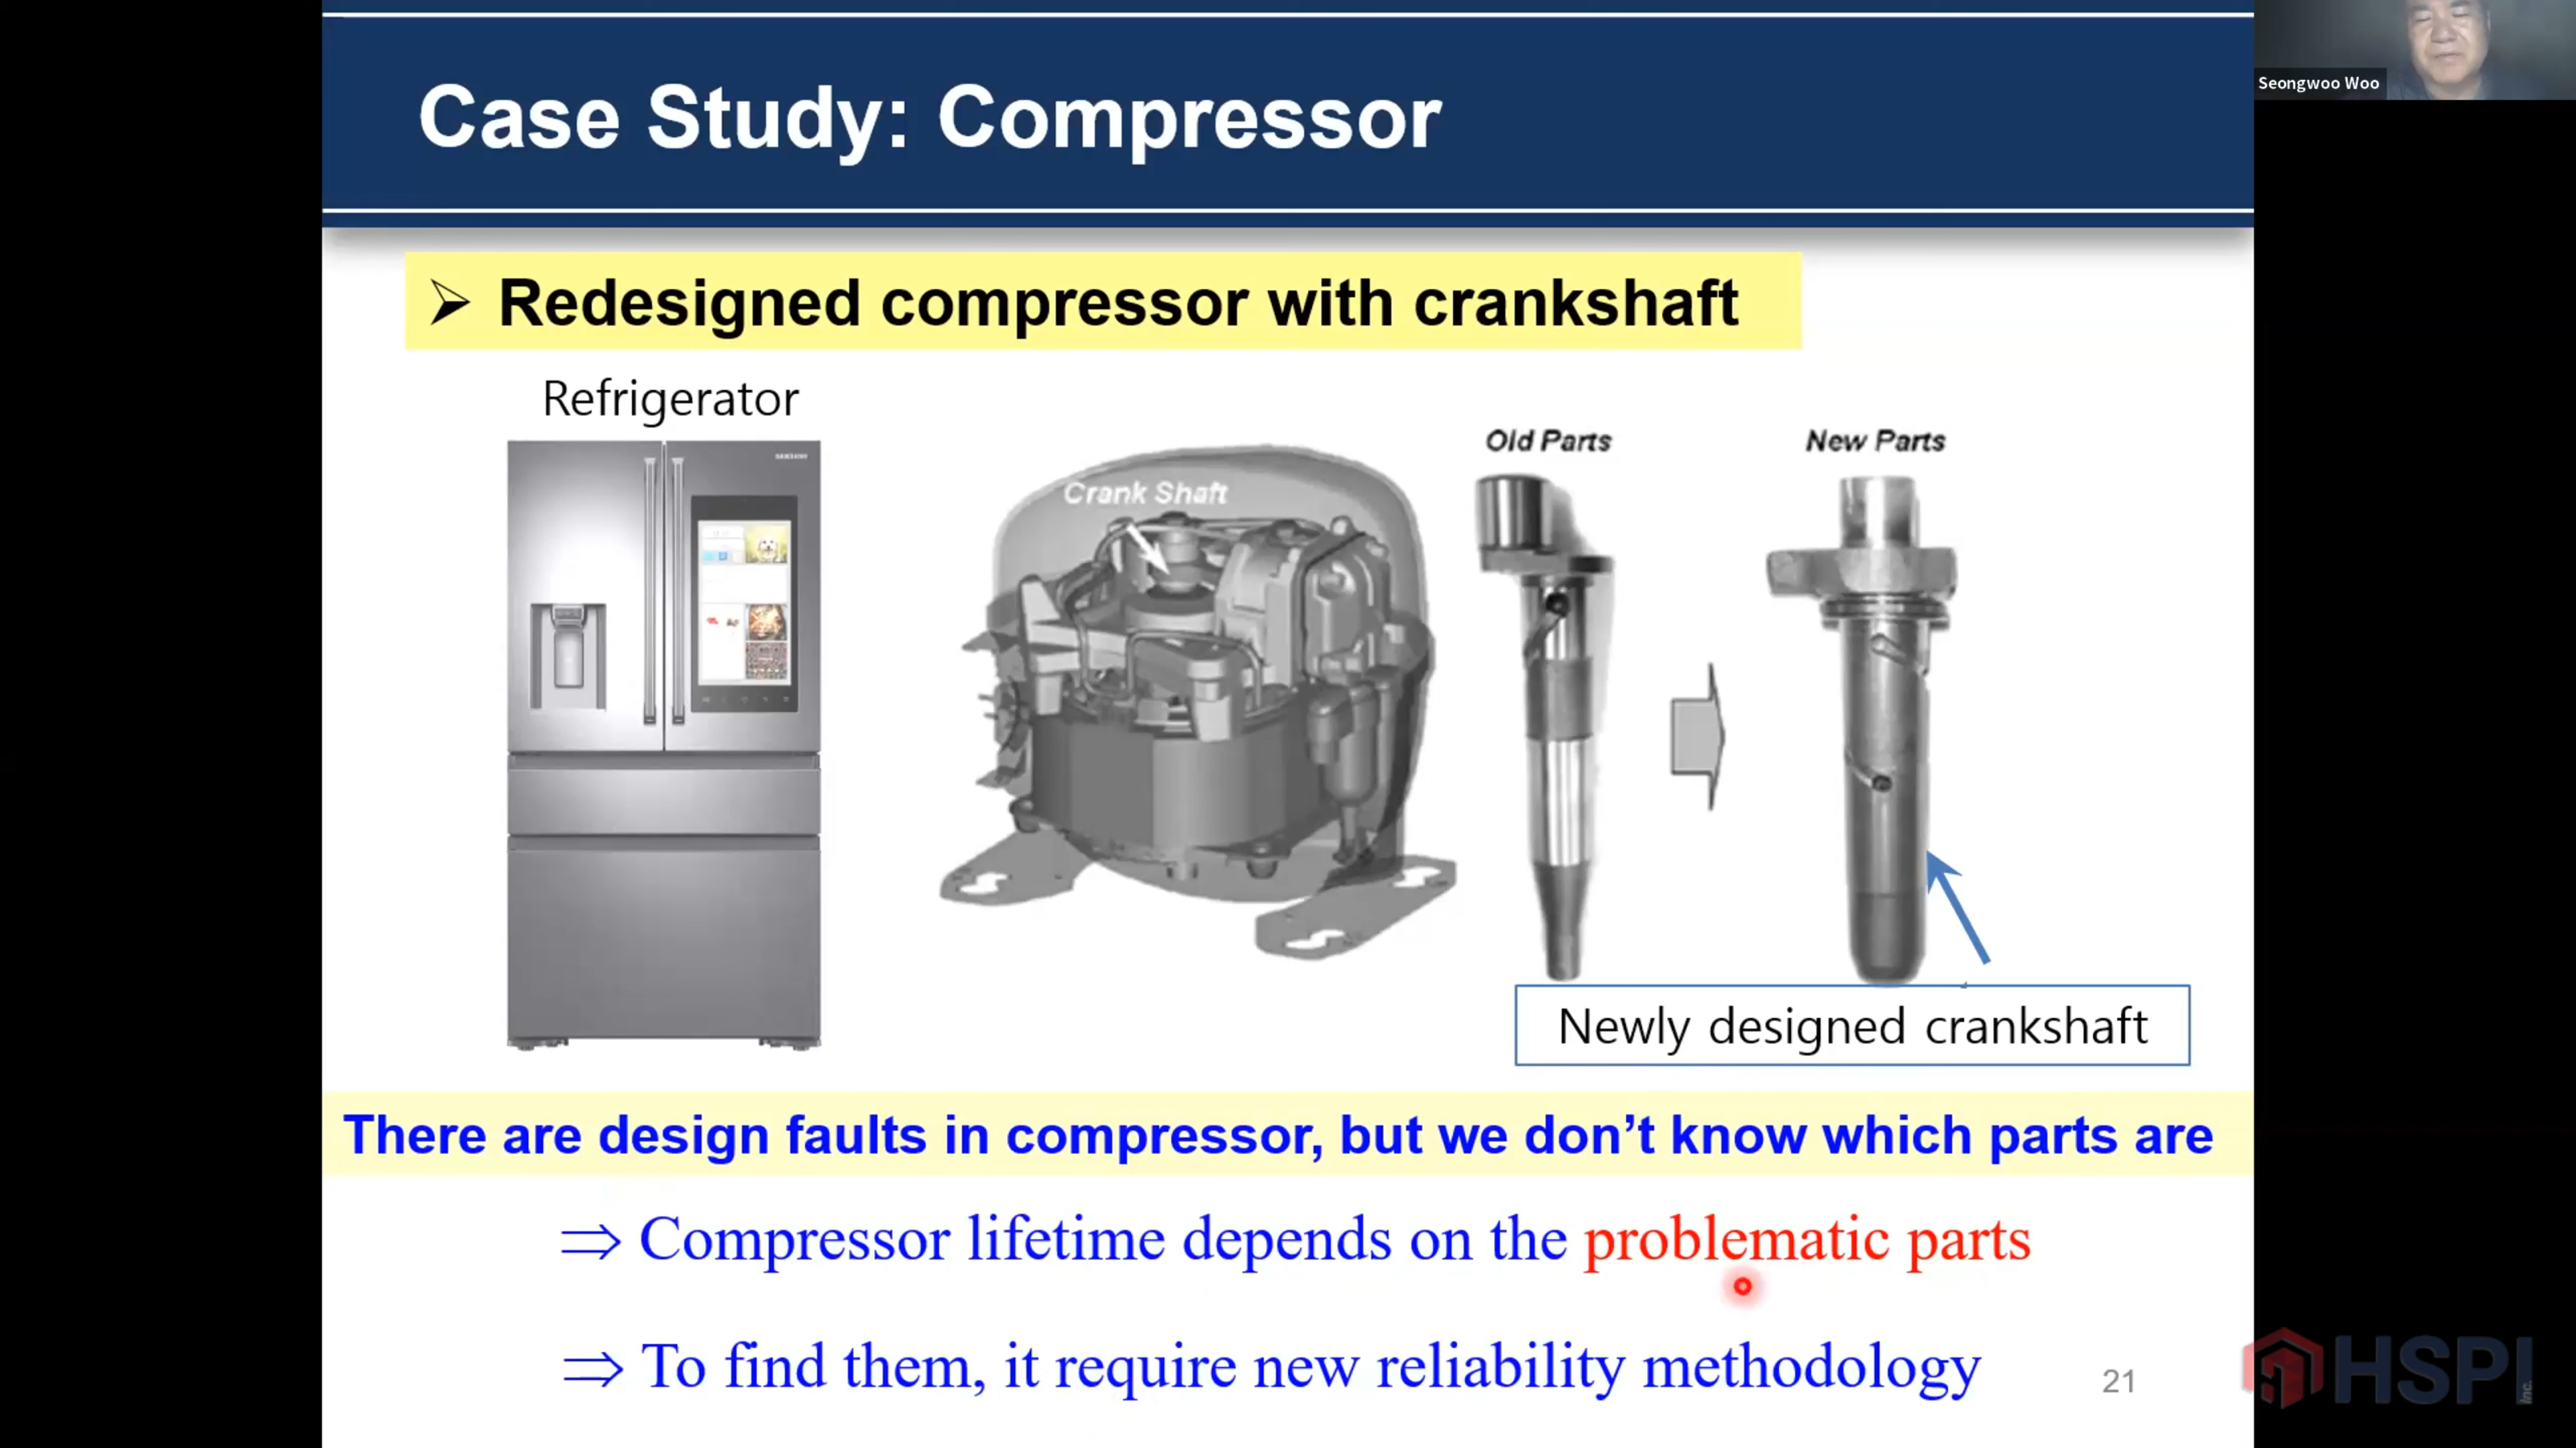 Case Study: Compressor
Seongwoo Woo
➢ Redesigned compressor with crankshaft
Refrigerator
SAMSUNG
Crank Shaft
Old Parts
New Parts
Newly designed crankshaft
There are design faults in compressor, but we don’t know which parts are
⇒ Compressor lifetime depends on the problematic parts
⇒ To find them, it require new reliability methodology
21
HSPI Inc.